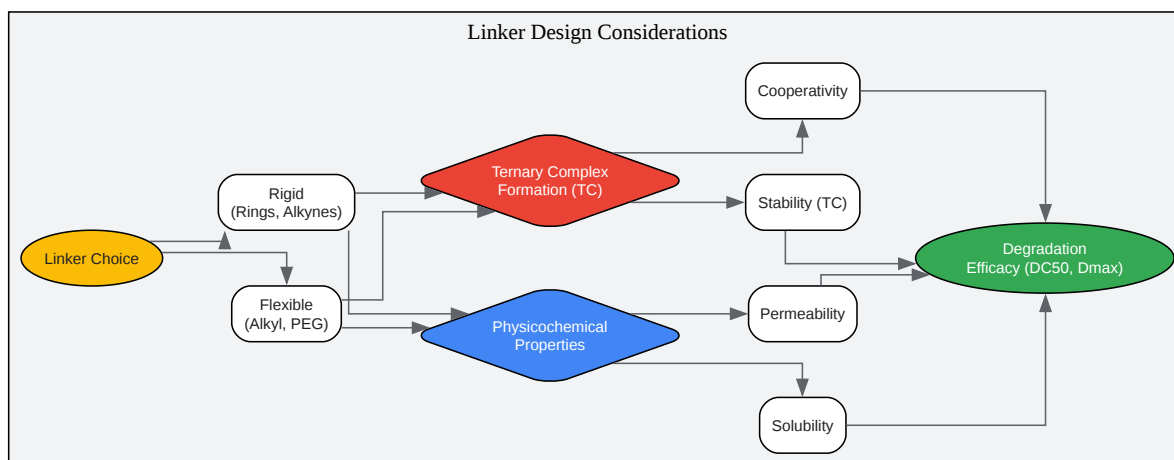 Linker Design Considerations
Cooperativity
Ternary Complex
Formation (TC)
Rigid
(Rings, Alkynes)
Stability (TC)
Linker Choice
Degradation
Efficacy (DC50, Dmax)
Flexible
(Alkyl, PEG)
Permeability
Physicochemical
Properties
Solubility